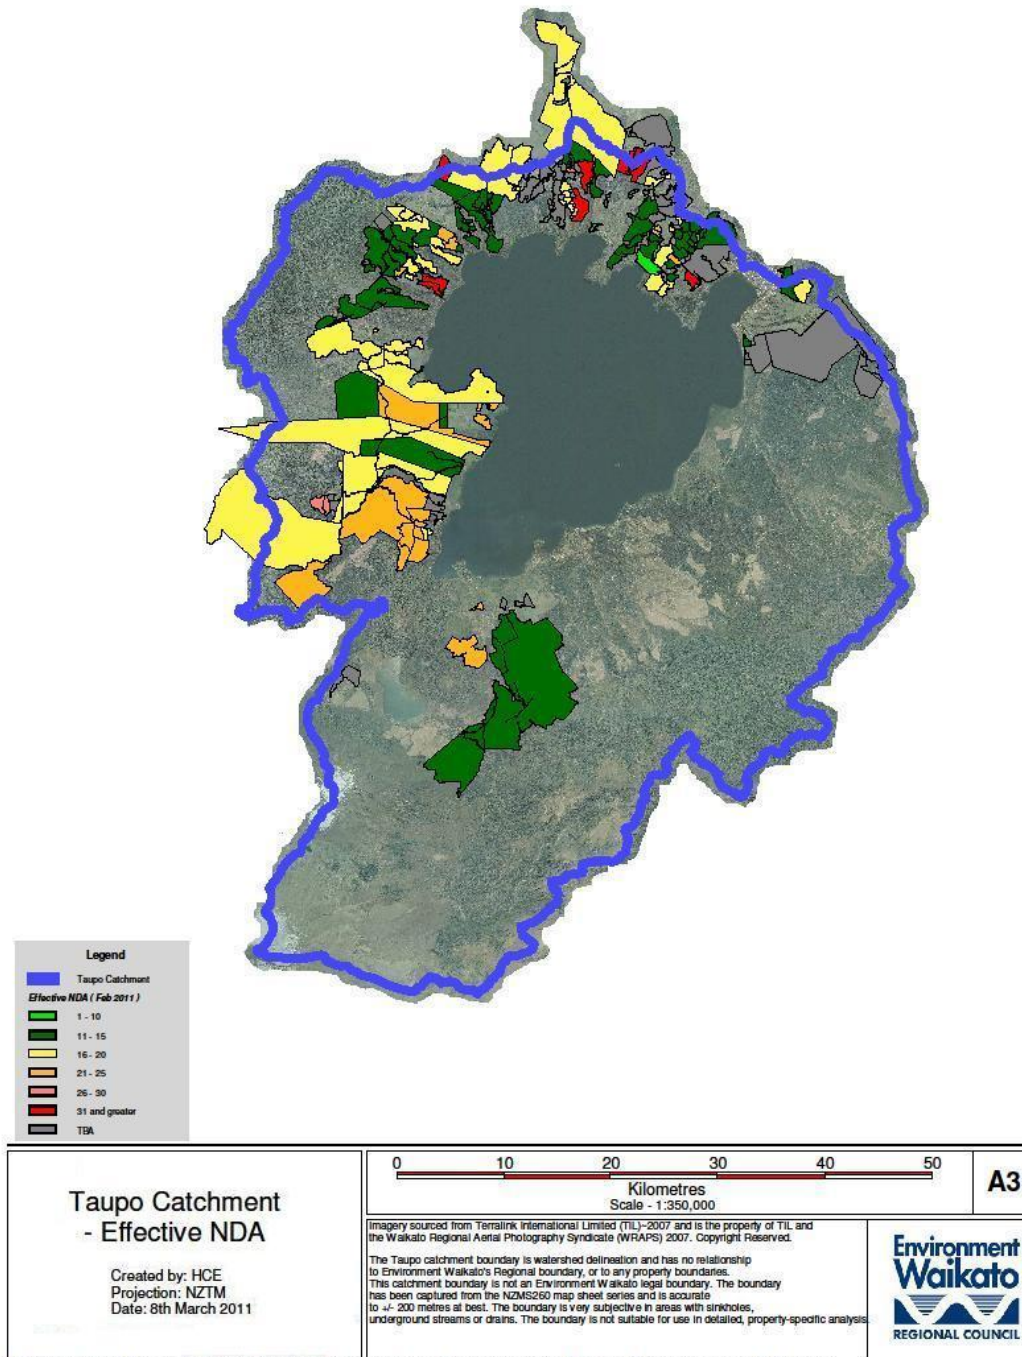 Legend
Taupo Catchment
Effective NDA ( Feb 2011 )
1 - 10
11 - 15
16 - 20
21 - 25
26 - 30
31 and greater
TBA
Taupo Catchment
- Effective NDA
Created by: HCE
Projection: NZTM
Date: 8th March 2011
0 10 20 30 40 50
Kilometres
Scale - 1:350,000
A3
Imagery sourced from Terralink International Limited (TIL)-2007 and is the property of TIL and
the Waikato Regional Aerial Photography Syndicate (WRAPS) 2007. Copyright Reserved.
The Taupo catchment boundary is watershed delineation and has no relationship
to Environment Waikato's Regional boundary, or to any property boundaries.
This catchment boundary is not an Environment Waikato legal boundary. The boundary
has been captured from the NZMS260 map sheet series and is accurate
to +/- 200 metres at best. The boundary is very subjective in areas with sinkholes,
underground streams or drains. The boundary is not suitable for use in detailed, property-specific analysis.
Environment
Waikato
REGIONAL COUNCIL